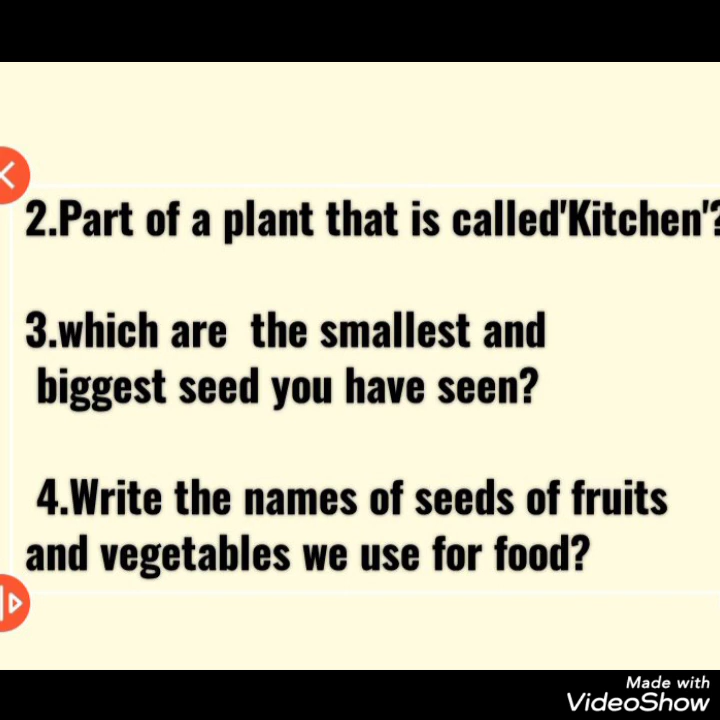 2.Part of a plant that is called'Kitchen'?
3.which are the smallest and
biggest seed you have seen?
4.Write the names of seeds of fruits
and vegetables we use for food?
Made with
VideoShow